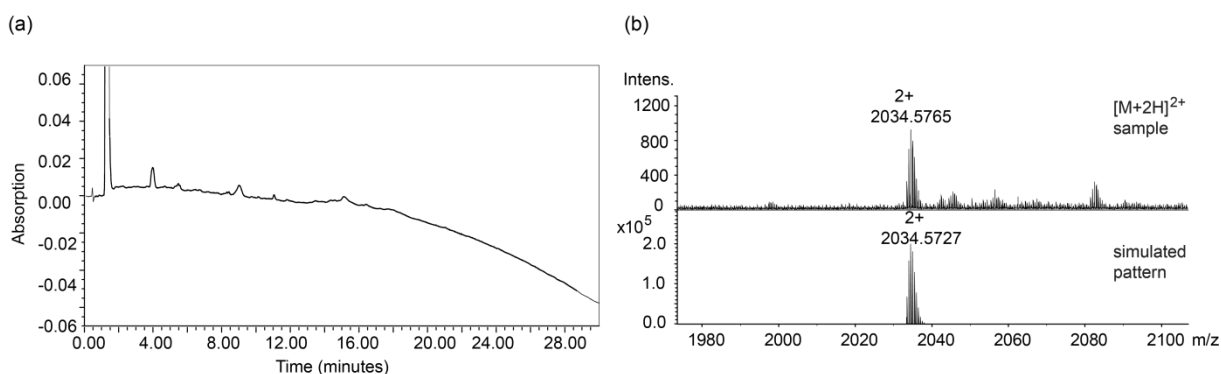 (a)
0.06
0.04
0.02
0.00
-0.02
-0.04
-0.06
Absorption
0.00 4.00 8.00 12.00 16.00 20.00 24.00 28.00
Time (minutes)
(b)
Intens.
1200
800
400
0
2+
2034.5765
[M+2H]2+
sample
x10⁵
2.0
1.0
0.0
2+
2034.5727
simulated
pattern
1980 2000 2020 2040 2060 2080 2100 m/z